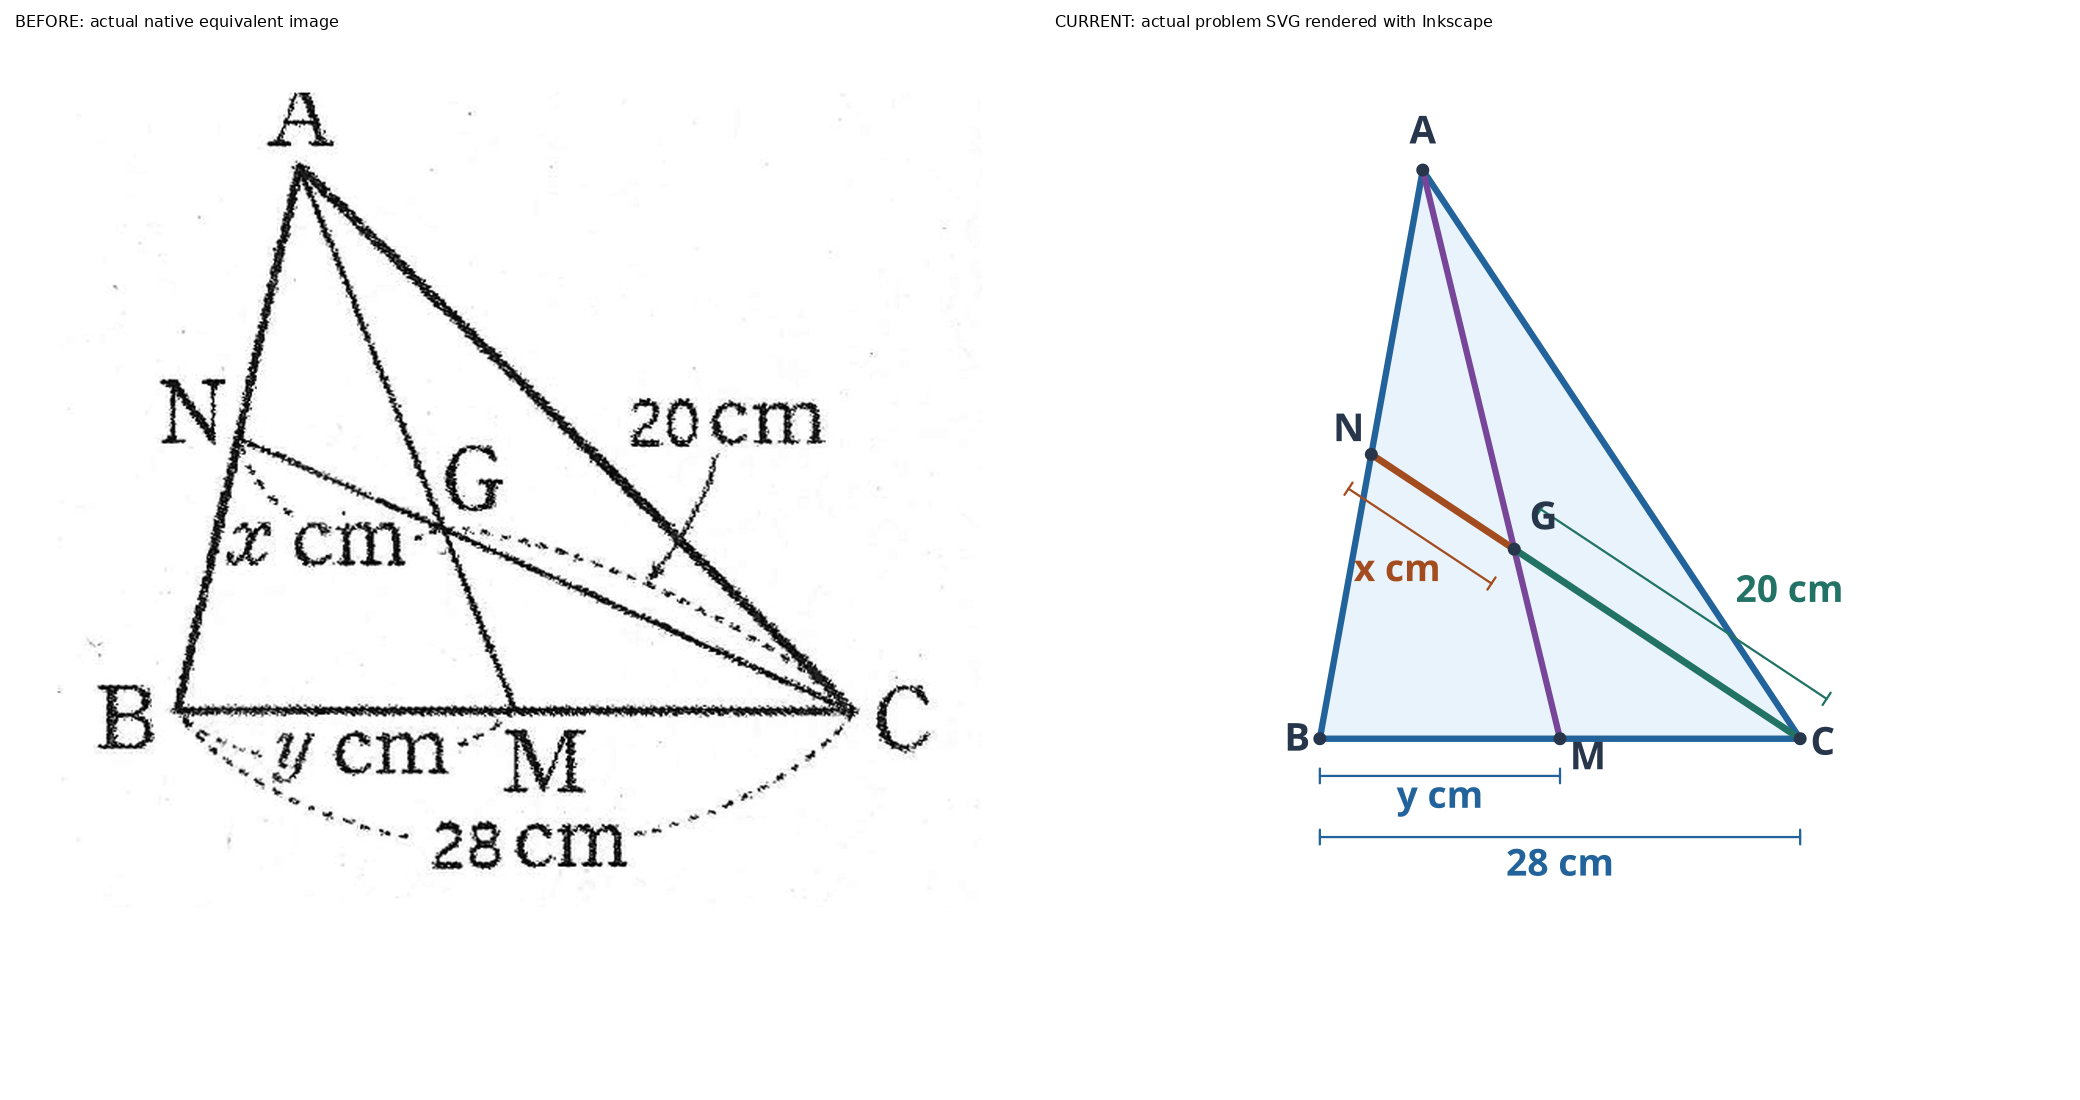 BEFORE: actual native equivalent image
A
N
20 cm
G
x cm
B
C
y cm
M
28 cm
CURRENT: actual problem SVG rendered with Inkscape
A
N
G
x cm
20 cm
B
M
C
y cm
28 cm